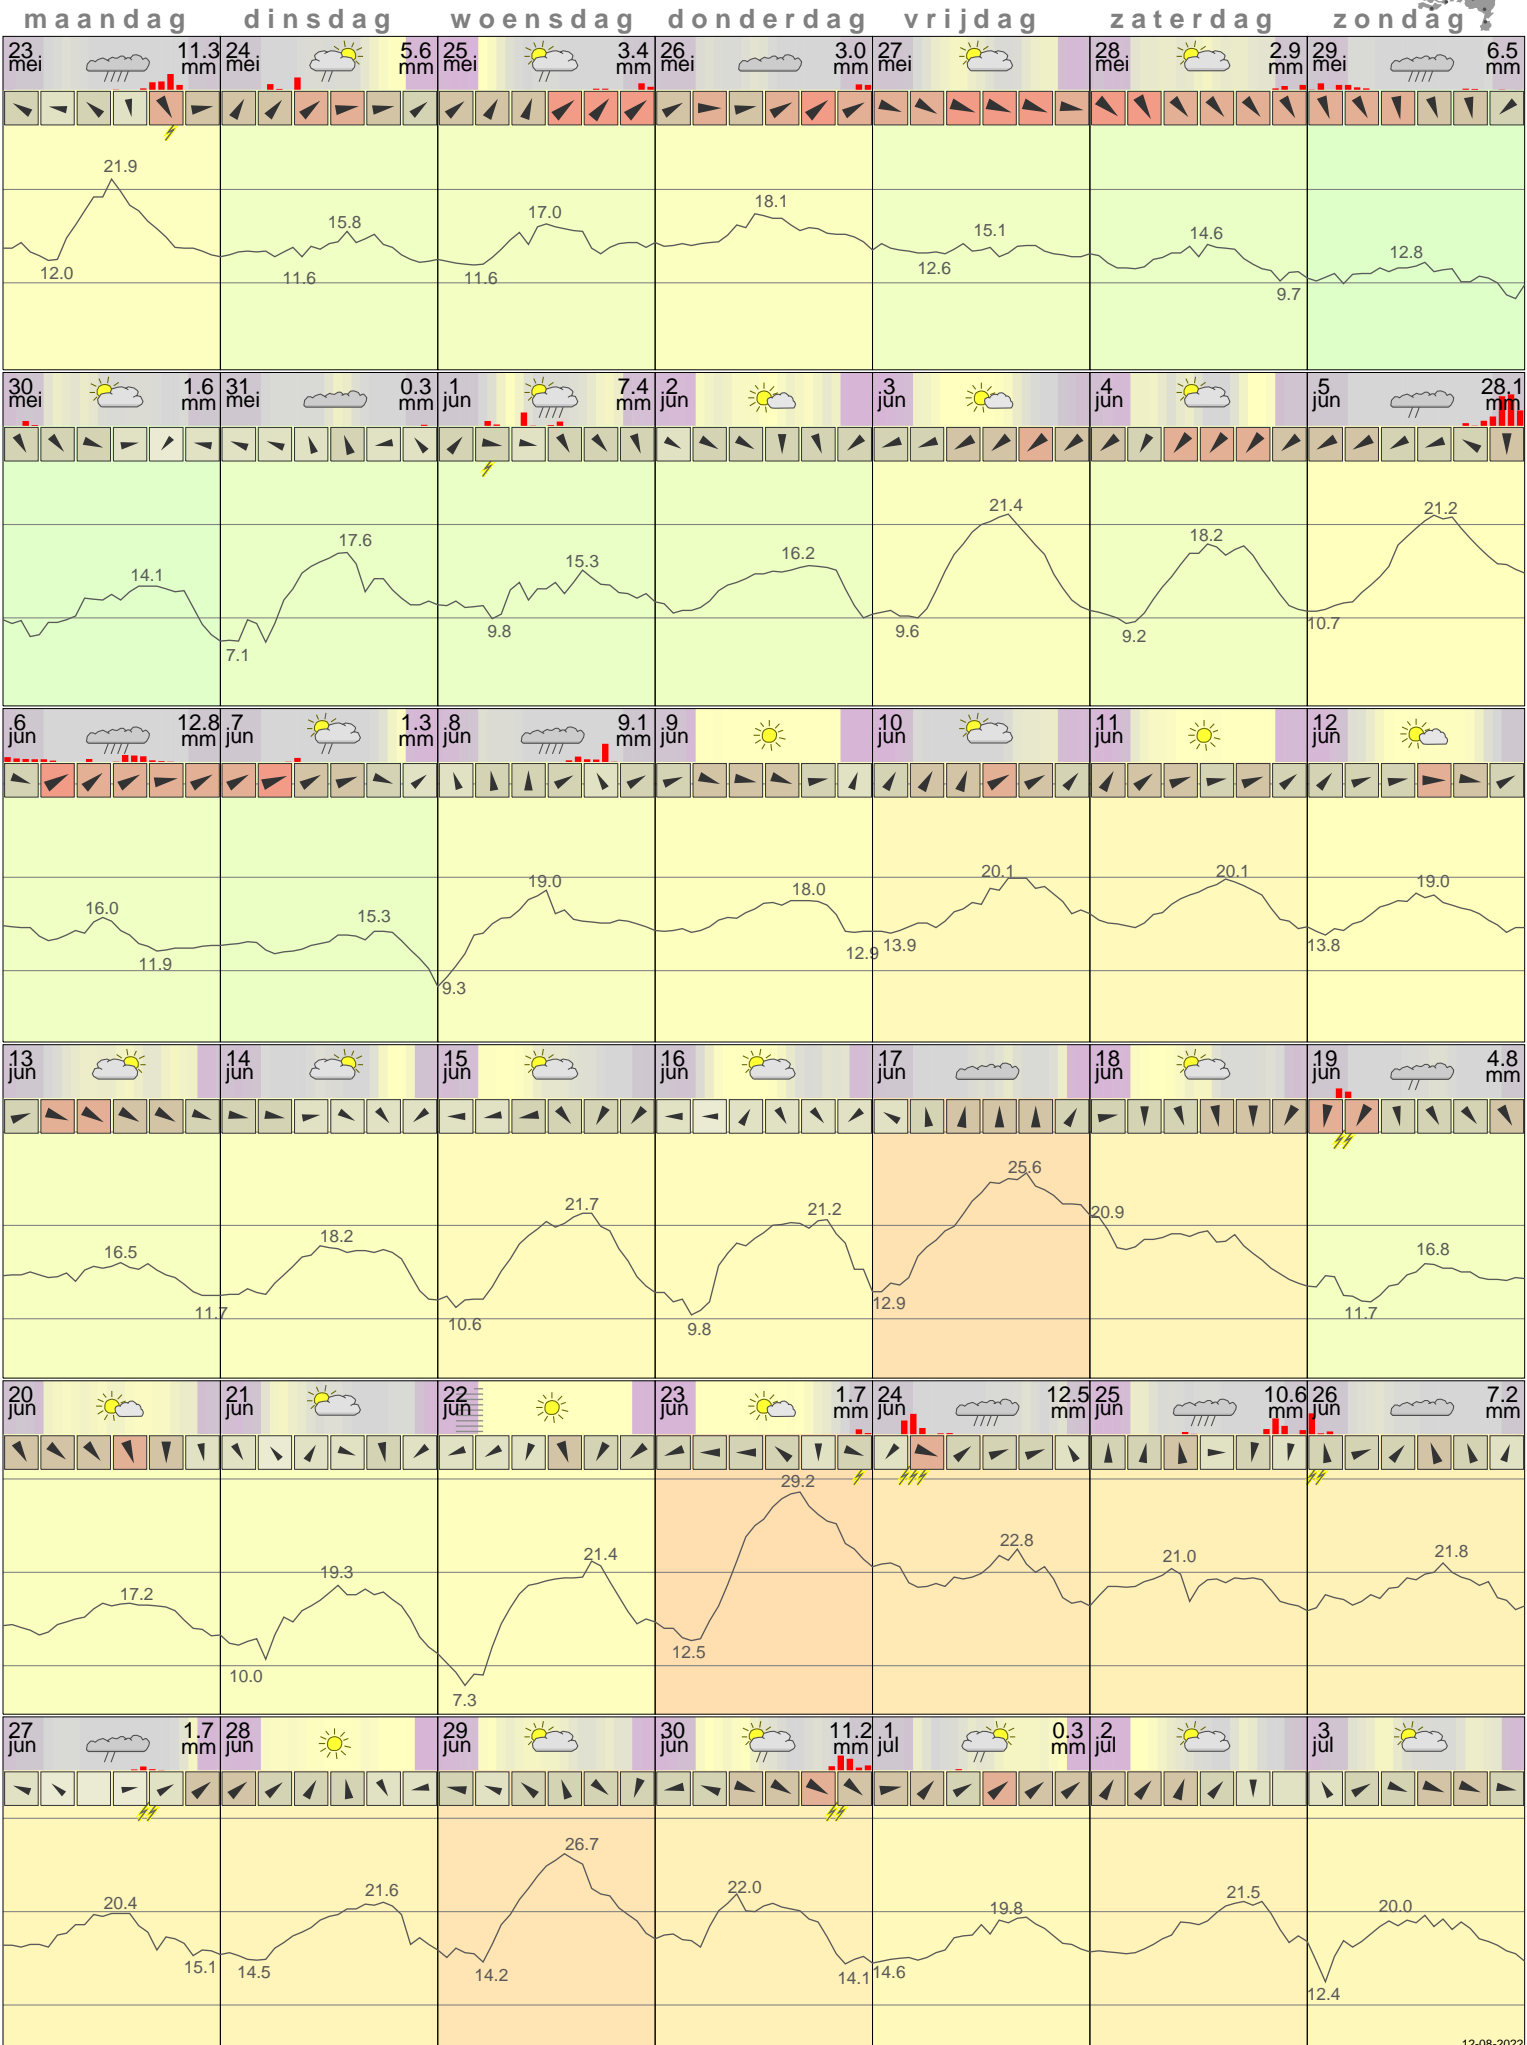 maandag dinsdag woensdag donderdag vrijdag zaterdag zondag
23 11.3 24 5.6 25 3.4 26 3.0 27 28 2.9 29 6.5
mei mm mei mm mei mm mei mm mei mei mm mei mm
21.9
15.8 17.0 18.1 15.1 14.6 12.8
12.0 11.6 11.6 12.6 9.7
30 1.6 31 0.3 .1 7.4 .2 .3 .4 .5 28.1
mei mm mei mm jun mm jun jun jun jun mm
14.1 17.6 15.3 16.2 21.4 18.2 21.2
7.1 9.8 9.6 9.2 10.7
.6 12.8 .7 1.3 .8 9.1 .9 10 11 12
jun mm jun mm jun mm jun jun jun jun
16.0 15.3 19.0 18.0 20.1 20.1 19.0
11.9 9.3 12.9 13.9 13.8
13 14 15 16 17 18 19 4.8
jun jun jun jun jun jun jun mm
16.5 18.2 21.7 21.2 25.6 20.9 16.8
11.7 10.6 9.8 12.9 11.7
20 21 22 23 1.7 24 12.5 25 10.6 26 7.2
jun jun jun jun mm jun mm jun mm jun mm
17.2 19.3 21.4 29.2 22.8 21.0 21.8
10.0 7.3 12.5
27 1.7 28 29 30 11.2 .1 0.3 .2 .3
jun mm jun jun jun mm jul mm jul jul
20.4 21.6 26.7 22.0 19.8 21.5 20.0
15.1 14.5 14.2 14.1 14.6 12.4
12-08-2022